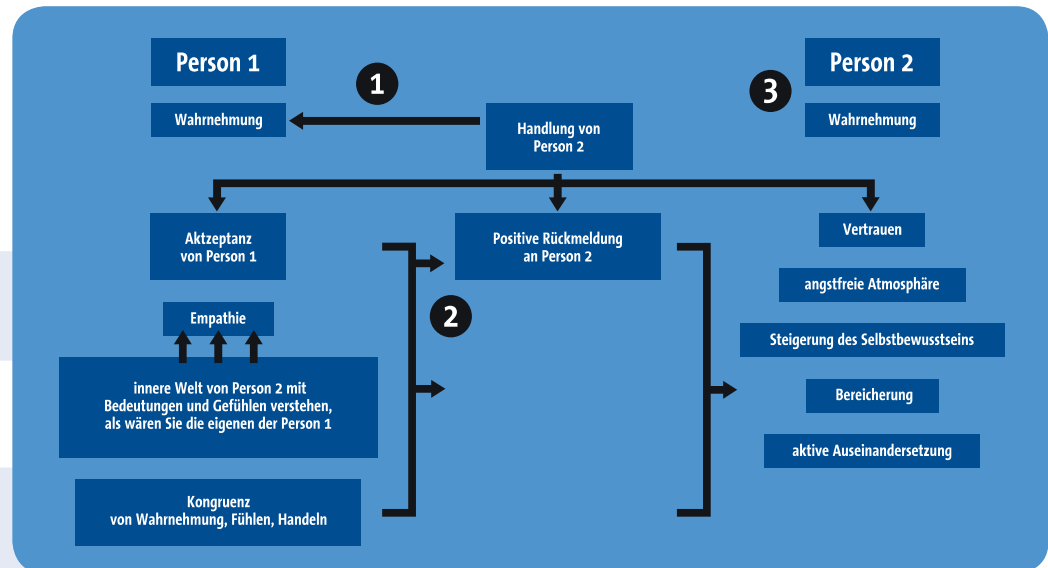 Person 1
1
3
Person 2
Wahrnehmung
Wahrnehmung
Handlung von
Person 2
Aktzeptanz
von Person 1
Positive Rückmeldung
an Person 2
Vertrauen
angstfreie Atmosphäre
Empathie
2
Steigerung des Selbstbewusstseins
innere Welt von Person 2 mit
Bedeutungen und Gefühlen verstehen,
als wären Sie die eigenen der Person 1
Bereicherung
aktive Auseinandersetzung
Kongruenz
von Wahrnehmung, Fühlen, Handeln